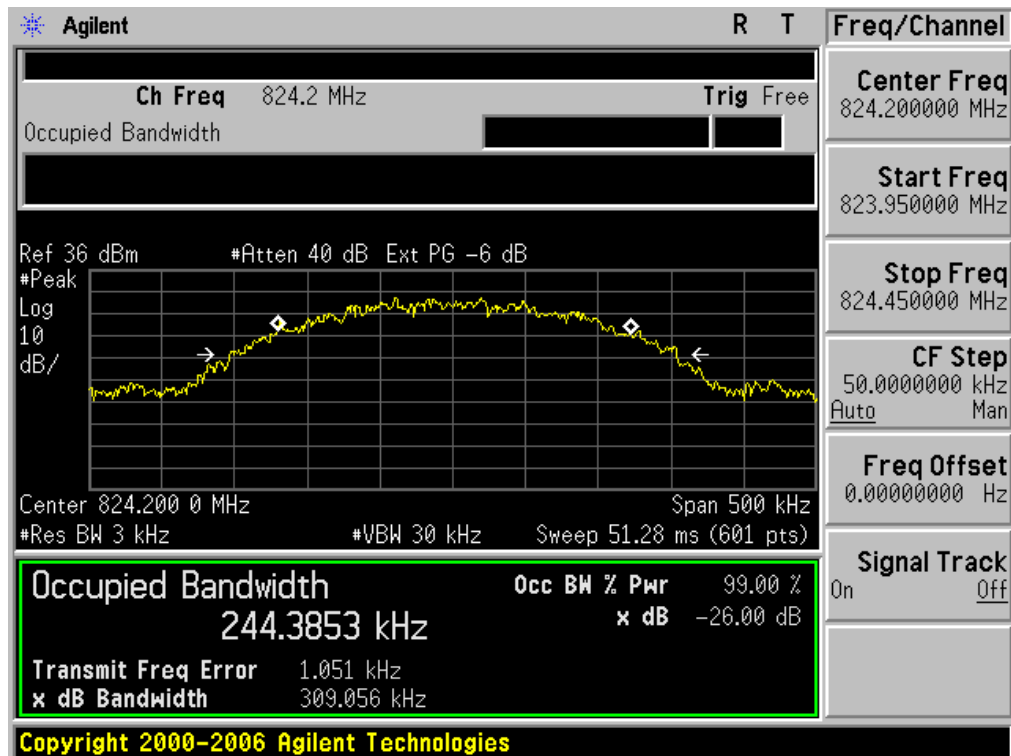 Agilent R T
Freq/Channel
Ch Freq 824.2 MHz Trig Free
Occupied Bandwidth
Ref 36 dBm #Atten 40 dB Ext PG -6 dB
#Peak
Log
10
dB/
Center 824.200 0 MHz Span 500 kHz
#Res BW 3 kHz #VBW 30 kHz Sweep 51.28 ms (601 pts)
Occupied Bandwidth
244.3853 kHz
Occ BW % Pwr 99.00 %
x dB -26.00 dB
Transmit Freq Error 1.051 kHz
x dB Bandwidth 309.056 kHz
Center Freq
824.200000 MHz
Start Freq
823.950000 MHz
Stop Freq
824.450000 MHz
CF Step
50.0000000 kHz
Auto Man
Freq Offset
0.00000000 Hz
Signal Track
On Off
Copyright 2000-2006 Agilent Technologies